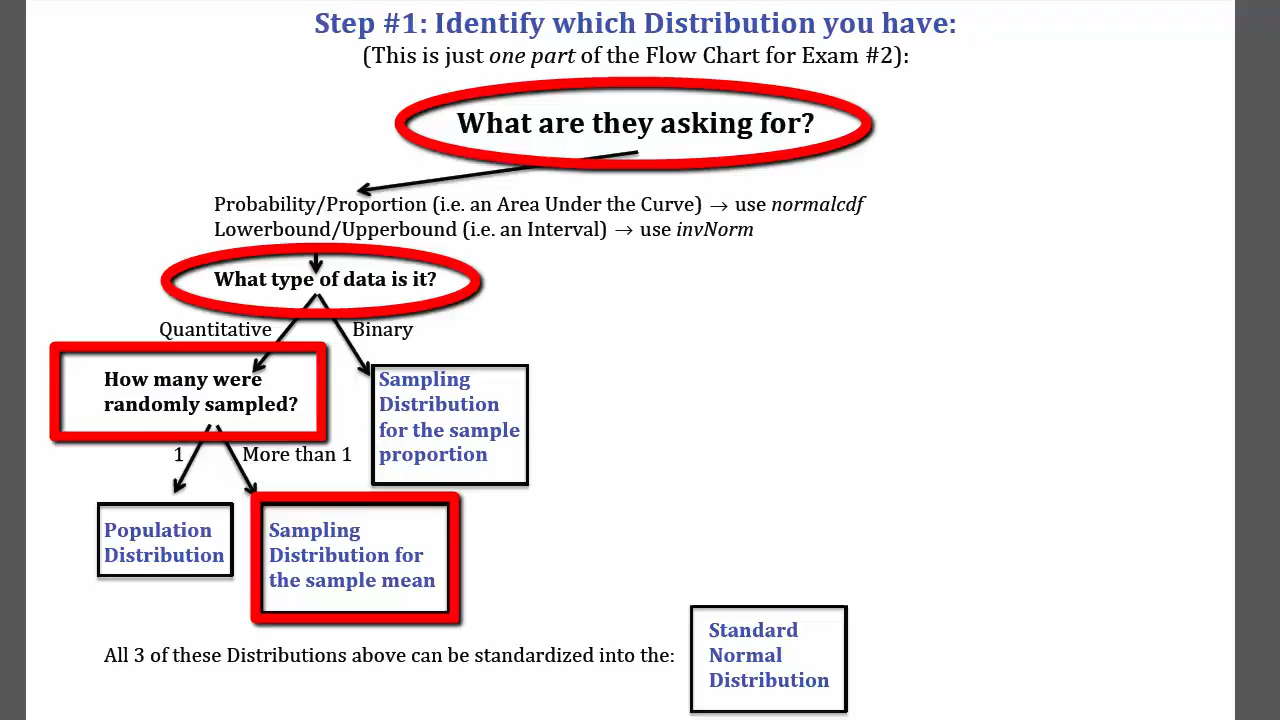 Step #1: Identify which Distribution you have:
(This is just one part of the Flow Chart for Exam #2):
What are they asking for?
Probability/Proportion (i.e. an Area Under the Curve) → use normalcdf
Lowerbound/Upperbound (i.e. an Interval) → use invNorm
What type of data is it?
Quantitative
Binary
How many were
randomly sampled?
Sampling
Distribution
for the sample
proportion
1
More than 1
Population
Distribution
Sampling
Distribution for
the sample mean
All 3 of these Distributions above can be standardized into the:
Standard
Normal
Distribution